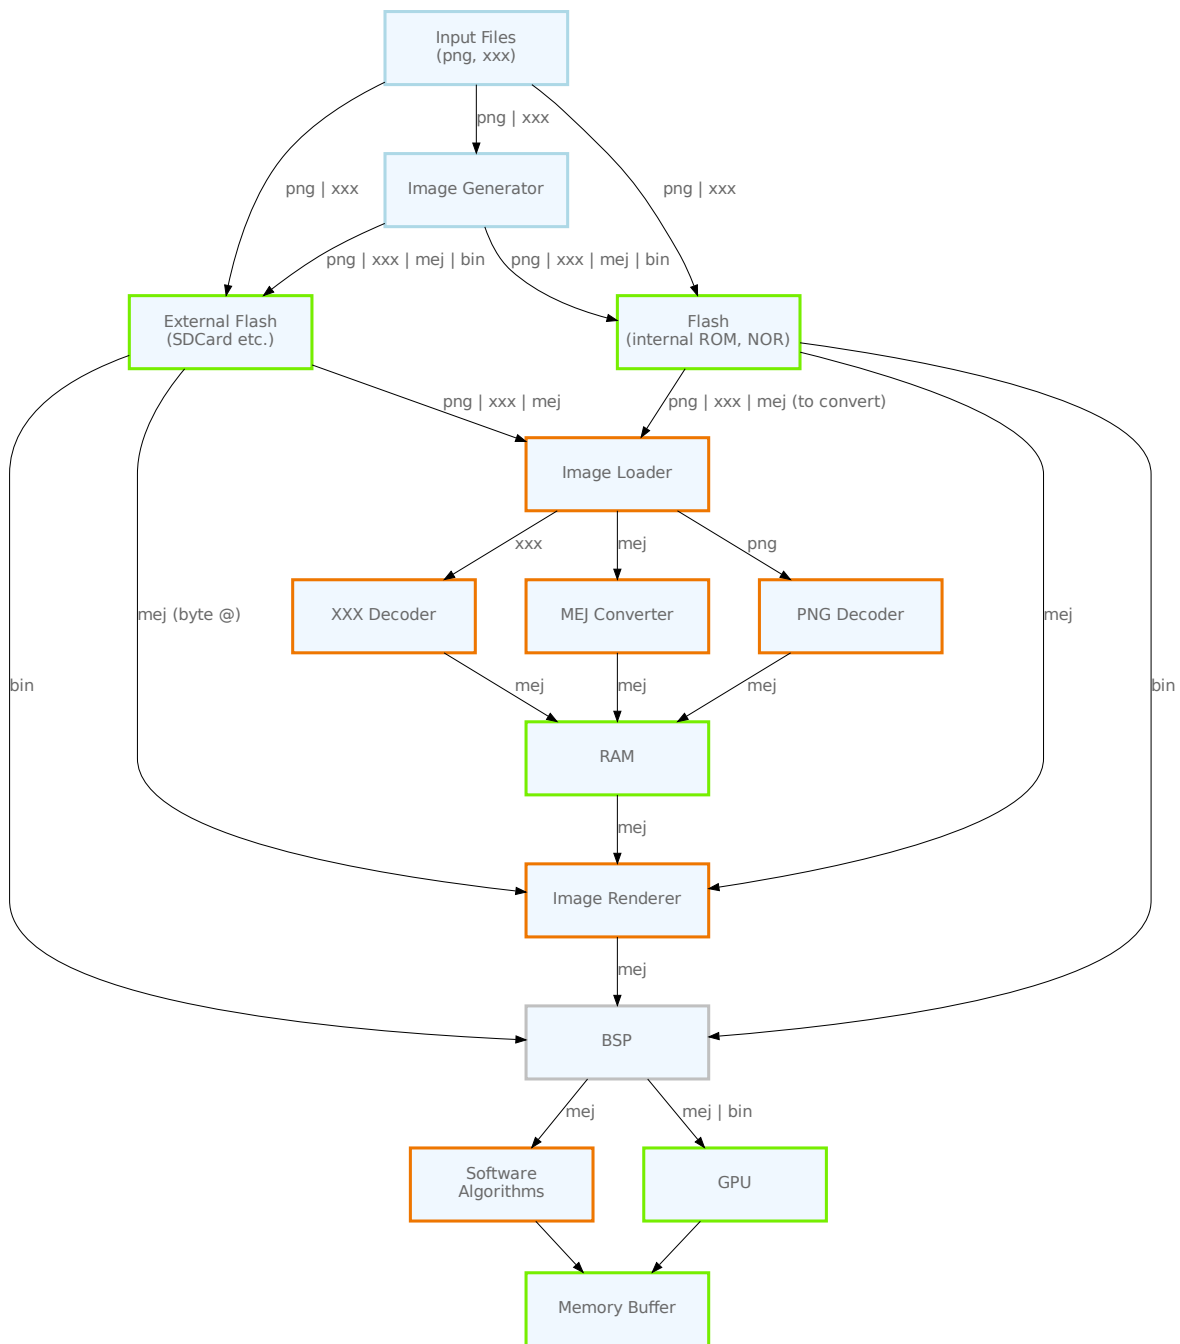 Input Files
(png, xxx)
png | xxx
Image Generator
png | xxx
png | xxx
png | xxx | mej | bin
png | xxx | mej | bin
External Flash
(SDCard etc.)
Flash
(internal ROM, NOR)
png | xxx | mej
png | xxx | mej (to convert)
Image Loader
xxx
mej
png
XXX Decoder
MEJ Converter
PNG Decoder
mej (byte @)
mej
bin
mej
mej
mej
bin
RAM
mej
Image Renderer
mej
BSP
mej
mej | bin
Software
Algorithms
GPU
Memory Buffer